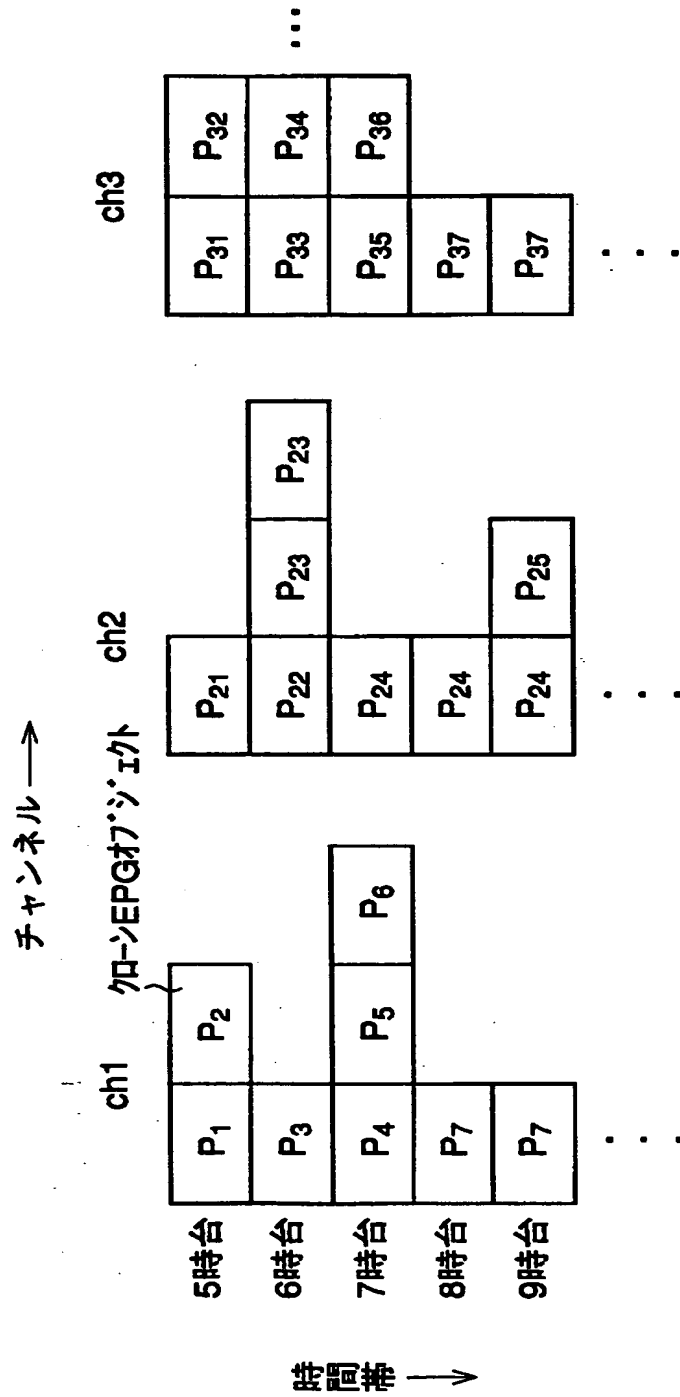 チャンネル→
クローンEPGオブジェクト
ch1 ch2 ch3 …
5時台 P1 P2 P21 P31 P32
6時台 P3 P22 P23 P23 P33 P34
7時台 P4 P5 P6 P24 P35 P36
8時台 P7 P24 P37
9時台 P7 P24 P25 P37
時間帯→